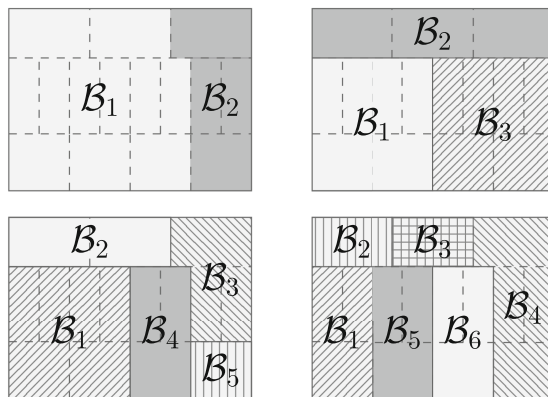 ℬ₁ ℬ₂
ℬ₂
ℬ₁ ℬ₃
ℬ₂
ℬ₃
ℬ₁ ℬ₄
ℬ₅
ℬ₂ ℬ₃
ℬ₄
ℬ₁ ℬ₅ ℬ₆